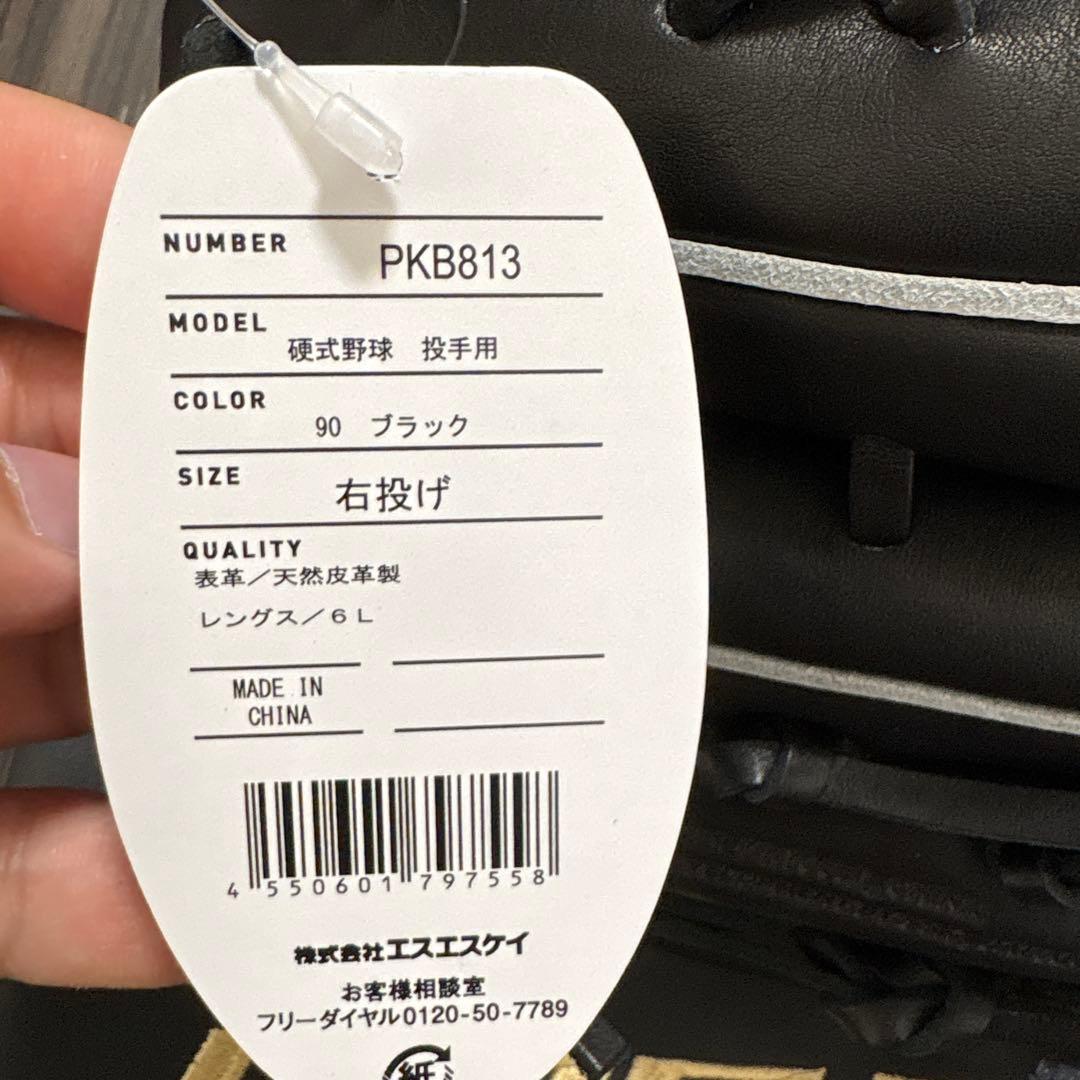 NUMBER PKB813
MODEL
硬式野球　投手用
COLOR
90　ブラック
SIZE 右投げ
QUALITY
表革／天然皮革製
レングス／６Ｌ
MADE IN
CHINA
4 550601 797558
株式会社エスエスケイ
お客様相談室
フリーダイヤル0120-50-7789
紙